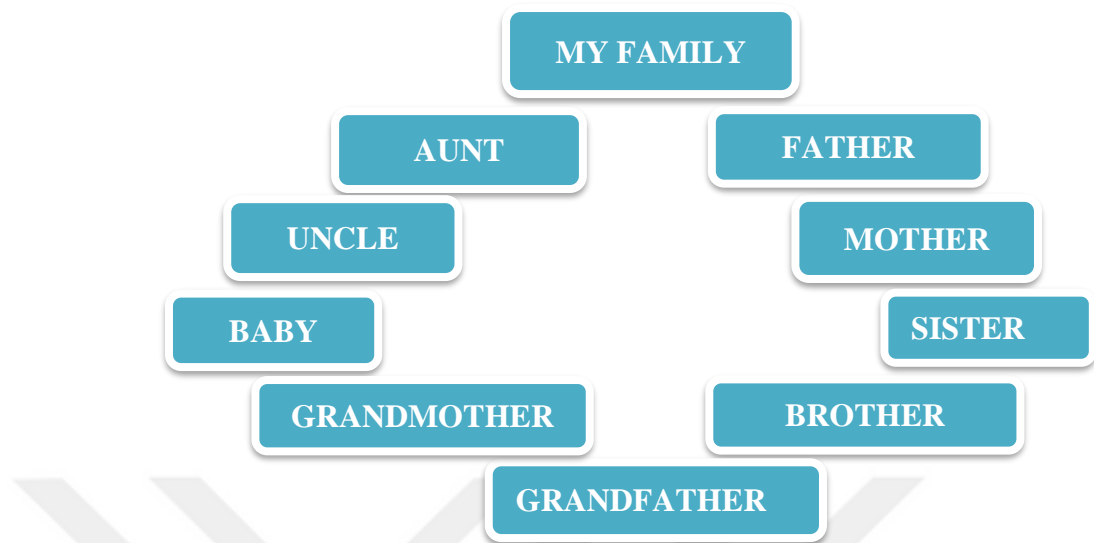 MY FAMILY
AUNT
FATHER
UNCLE
MOTHER
BABY
SISTER
GRANDMOTHER
BROTHER
GRANDFATHER